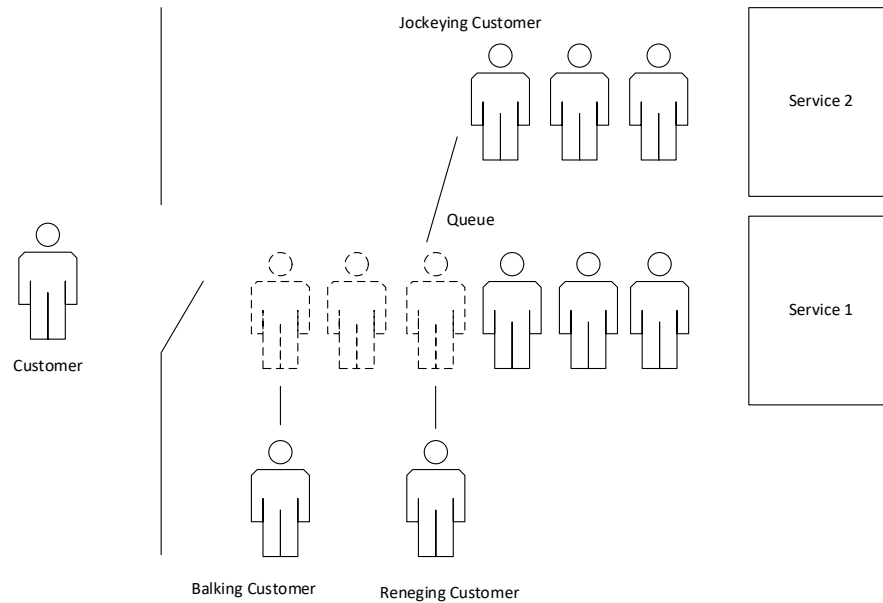 Jockeying Customer
Service 2
Queue
Service 1
Customer
Balking Customer
Reneging Customer